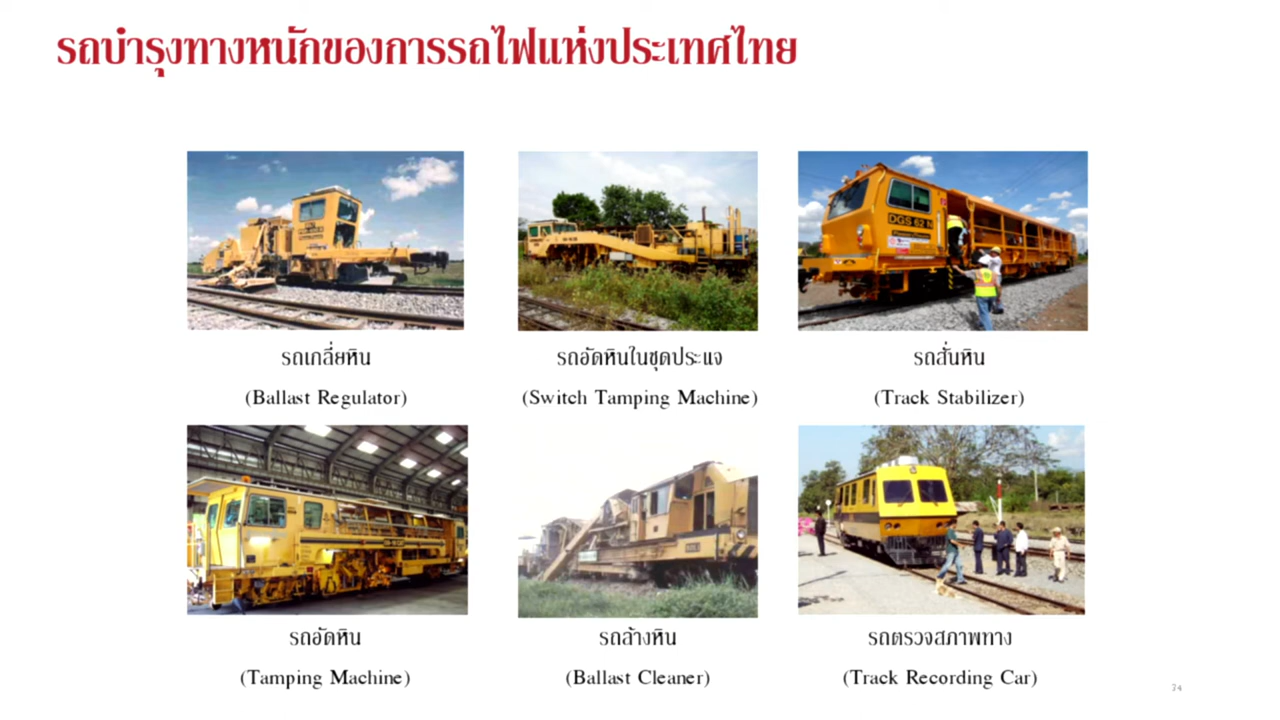 รถบำรุงทางหนักของการรถไฟแห่งประเทศไทย
DGS 62 N
รถเกลี่ยหิน
รถอัดหินในชุดประแจ
รถสั่นหิน
(Ballast Regulator)
(Switch Tamping Machine)
(Track Stabilizer)
รถอัดหิน
รถล้างหิน
รถตรวจสภาพทาง
(Tamping Machine)
(Ballast Cleaner)
(Track Recording Car)
34